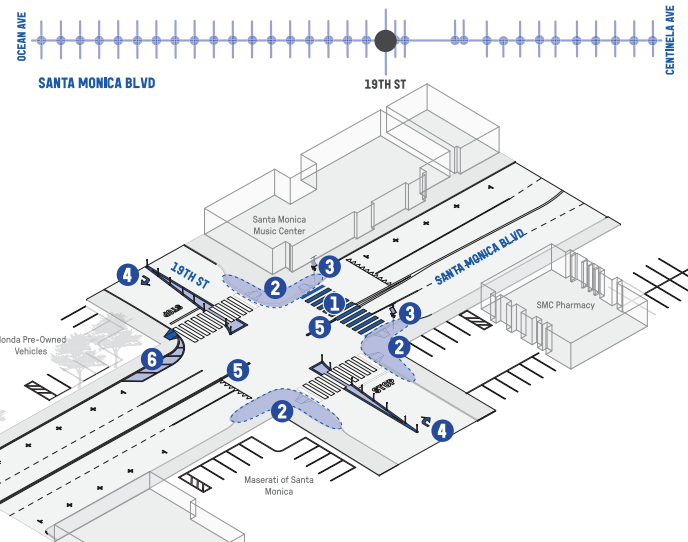 OCEAN AVE
CENTINELA AVE
SANTA MONICA BLVD
19TH ST
Santa Monica
Music Center
SANTA MONICA BLVD.
19TH ST
4
3
2
1
3
5
SMC Pharmacy
onda Pre-Owned
Vehicles
6
2
5
STOP
2
4
Maserati of Santa
Monica